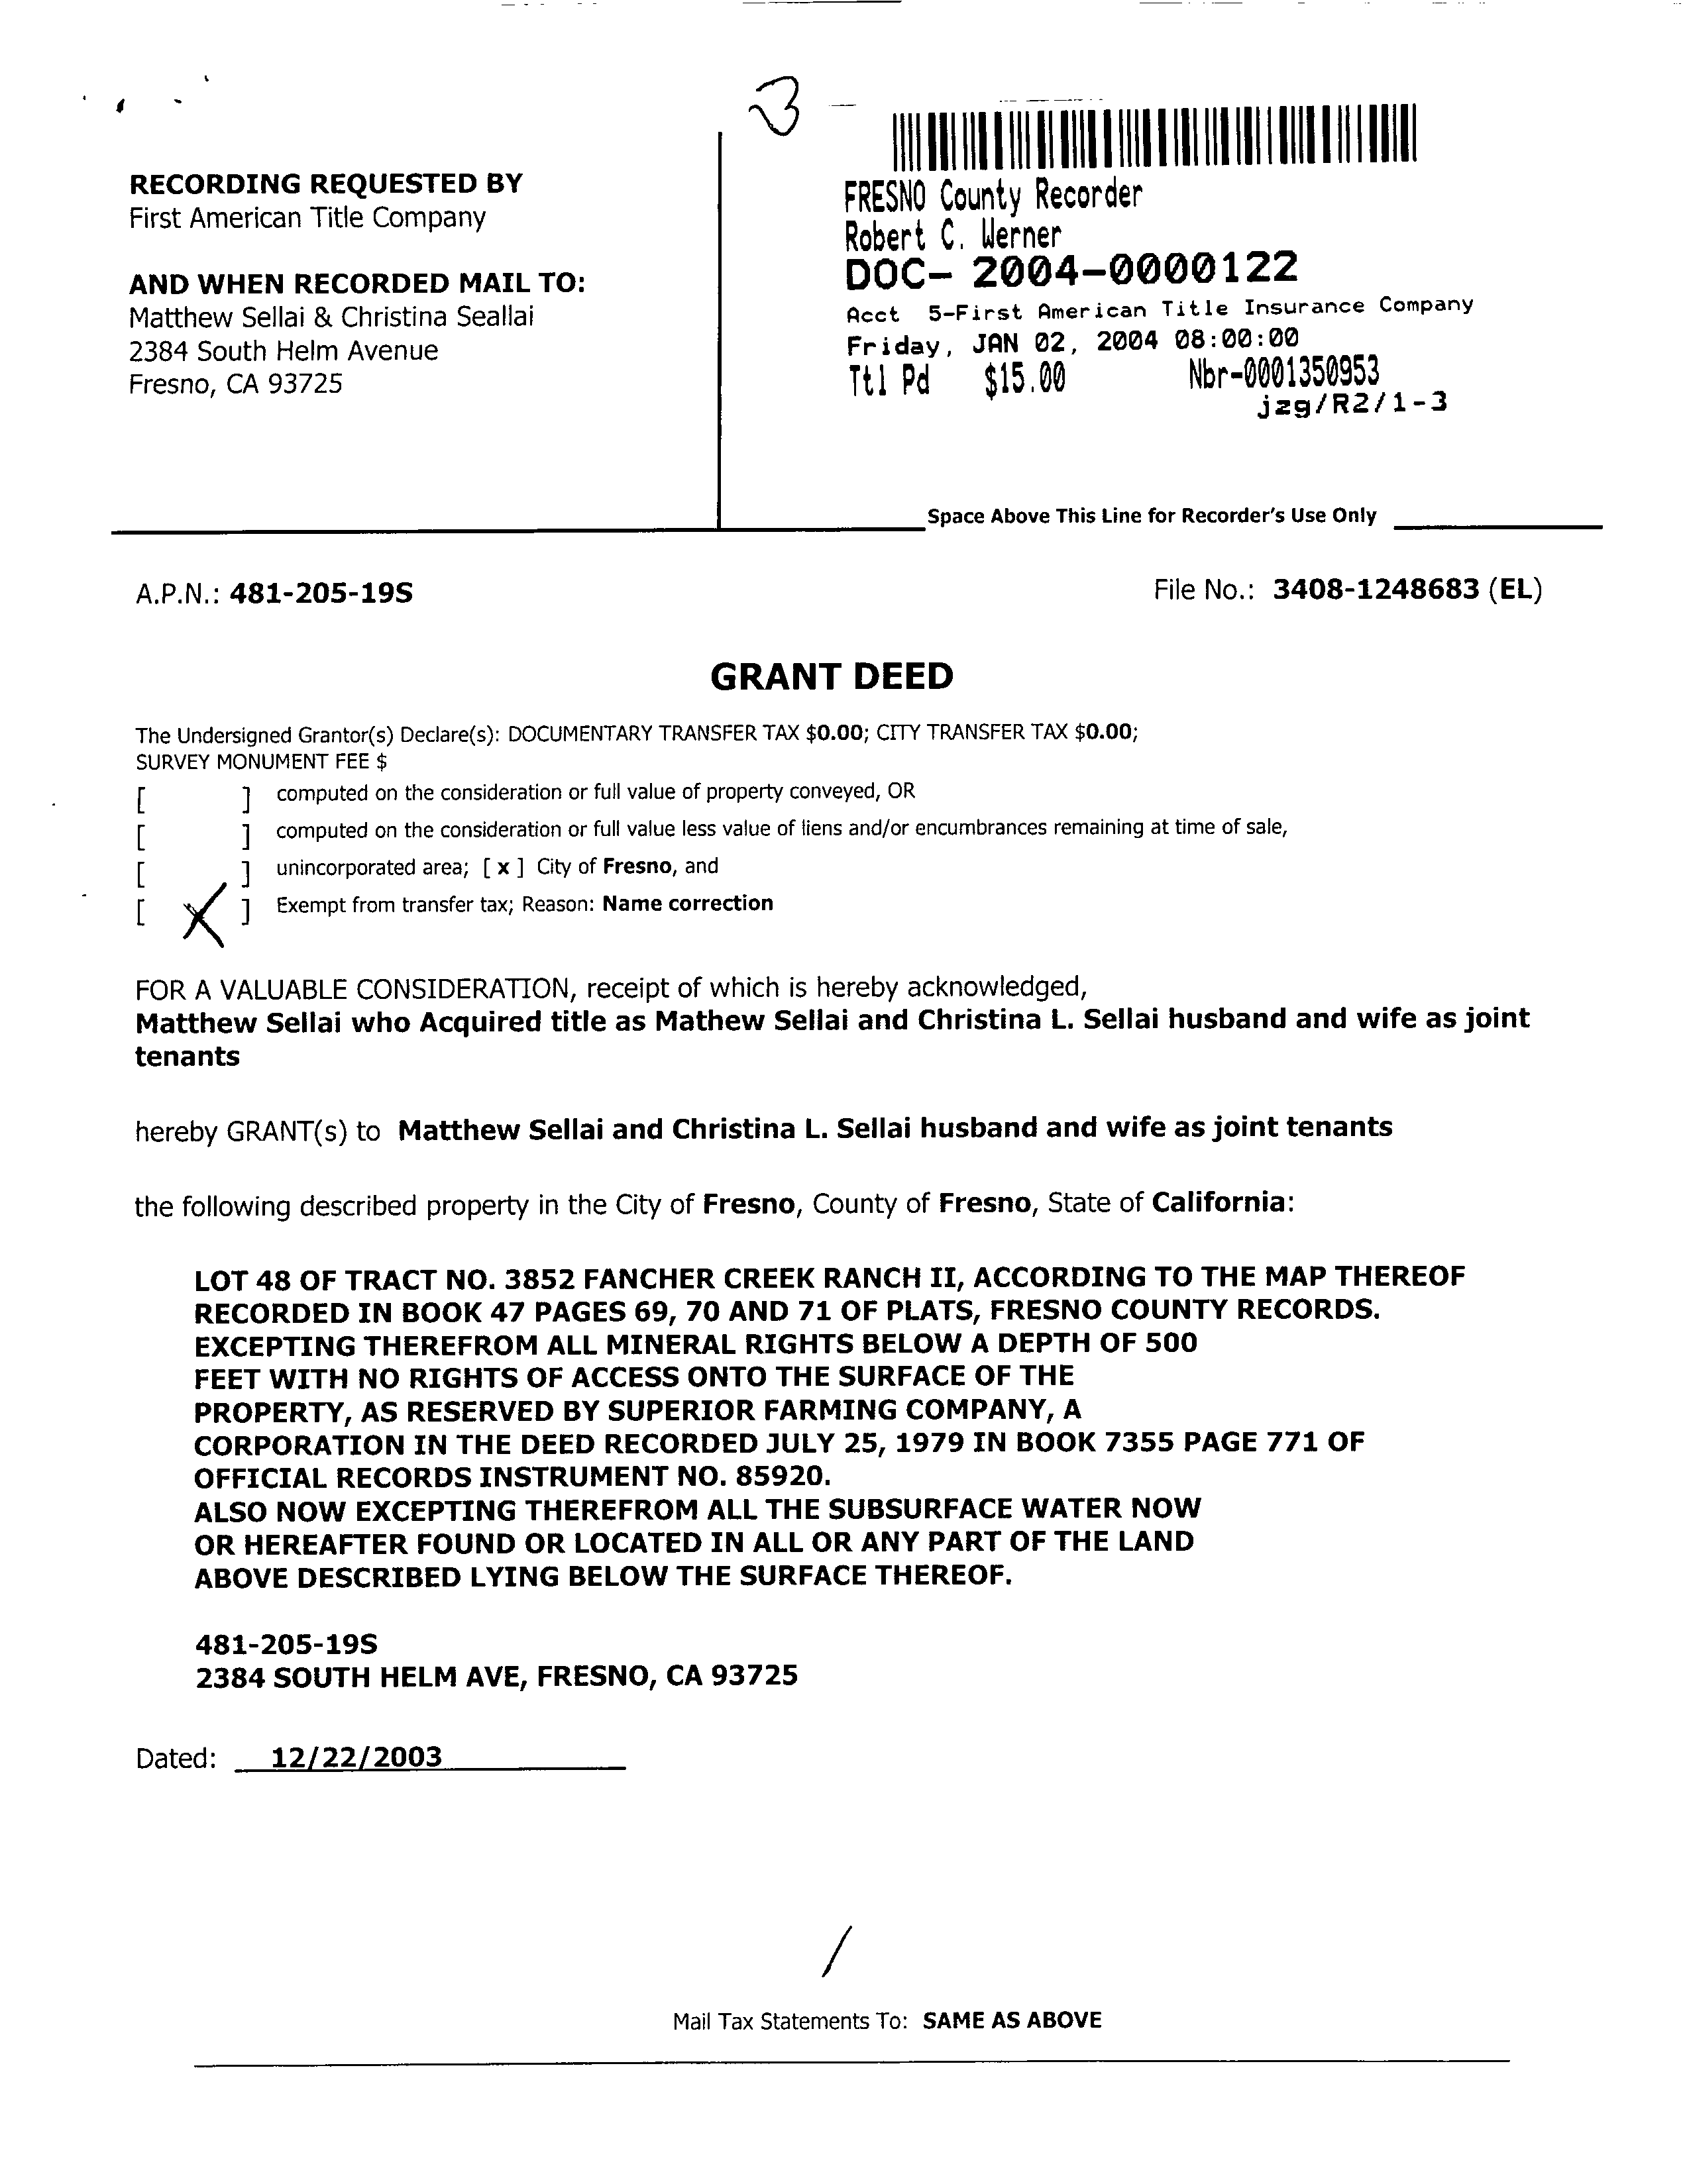 3
RECORDING REQUESTED BY
First American Title Company
AND WHEN RECORDED MAIL TO:
Matthew Sellai & Christina Seallai
2384 South Helm Avenue
Fresno, CA 93725
FRESNO County Recorder
Robert C. Werner
DOC- 2004-0000122
Acct 5-First American Title Insurance Company
Friday, JAN 02, 2004 08:00:00
Ttl Pd $15.00 Nbr-0001350953
jzg/R2/1-3
Space Above This Line for Recorder's Use Only
A.P.N.: 481-205-19S File No.: 3408-1248683 (EL)
GRANT DEED
The Undersigned Grantor(s) Declare(s): DOCUMENTARY TRANSFER TAX $0.00; CITY TRANSFER TAX $0.00;
SURVEY MONUMENT FEE $
[ ] computed on the consideration or full value of property conveyed, OR
[ ] computed on the consideration or full value less value of liens and/or encumbrances remaining at time of sale,
[ ] unincorporated area; [ x ] City of Fresno, and
[ X ] Exempt from transfer tax; Reason: Name correction
FOR A VALUABLE CONSIDERATION, receipt of which is hereby acknowledged,
Matthew Sellai who Acquired title as Mathew Sellai and Christina L. Sellai husband and wife as joint
tenants
hereby GRANT(s) to Matthew Sellai and Christina L. Sellai husband and wife as joint tenants
the following described property in the City of Fresno, County of Fresno, State of California:
LOT 48 OF TRACT NO. 3852 FANCHER CREEK RANCH II, ACCORDING TO THE MAP THEREOF
RECORDED IN BOOK 47 PAGES 69, 70 AND 71 OF PLATS, FRESNO COUNTY RECORDS.
EXCEPTING THEREFROM ALL MINERAL RIGHTS BELOW A DEPTH OF 500
FEET WITH NO RIGHTS OF ACCESS ONTO THE SURFACE OF THE
PROPERTY, AS RESERVED BY SUPERIOR FARMING COMPANY, A
CORPORATION IN THE DEED RECORDED JULY 25, 1979 IN BOOK 7355 PAGE 771 OF
OFFICIAL RECORDS INSTRUMENT NO. 85920.
ALSO NOW EXCEPTING THEREFROM ALL THE SUBSURFACE WATER NOW
OR HEREAFTER FOUND OR LOCATED IN ALL OR ANY PART OF THE LAND
ABOVE DESCRIBED LYING BELOW THE SURFACE THEREOF.
481-205-19S
2384 SOUTH HELM AVE, FRESNO, CA 93725
Dated: 12/22/2003
/
Mail Tax Statements To: SAME AS ABOVE